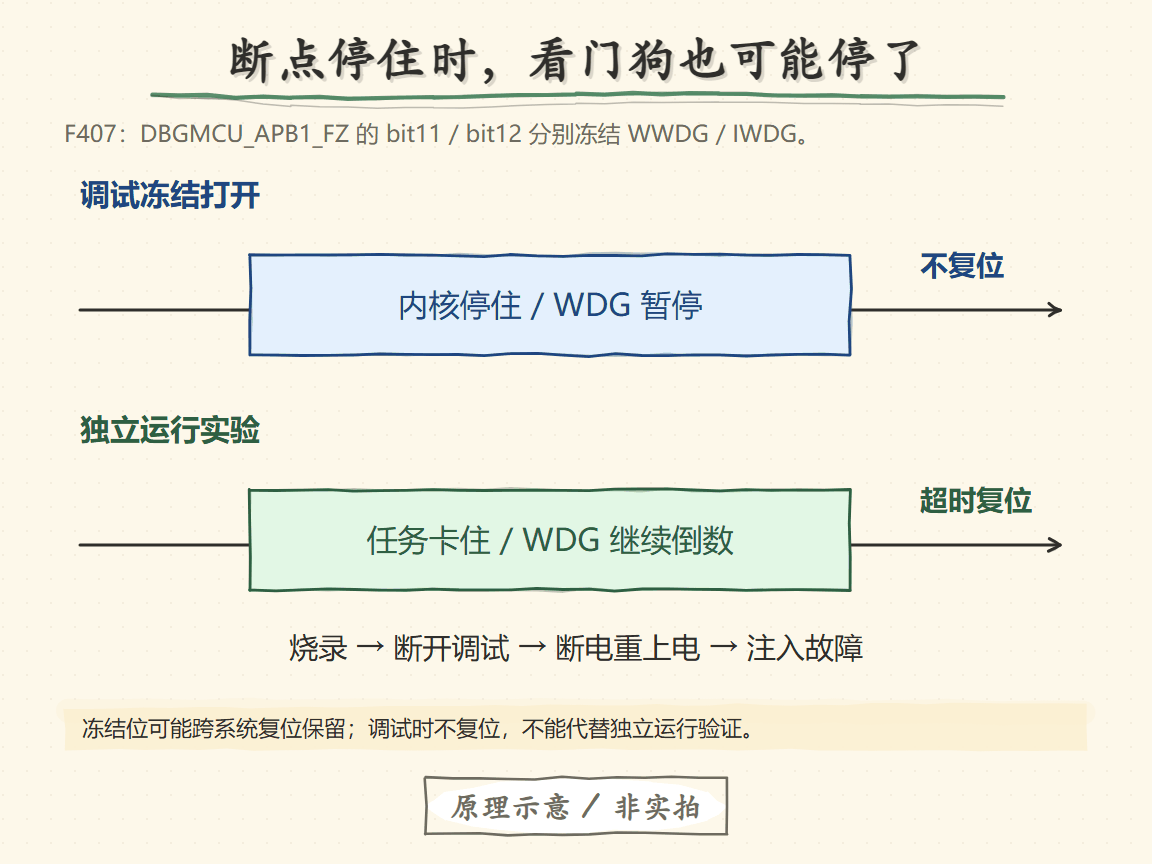 断点停住时，看门狗也可能停了
F407：DBGMCU_APB1_FZ 的 bit11 / bit12 分别冻结 WWDG / IWDG。
调试冻结打开
不复位
内核停住 / WDG 暂停
独立运行实验
超时复位
任务卡住 / WDG 继续倒数
烧录 → 断开调试 → 断电重上电 → 注入故障
冻结位可能跨系统复位保留；调试时不复位，不能代替独立运行验证。
原理示意 / 非实拍